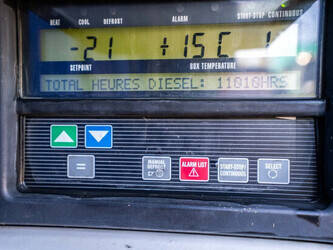 HEAT COOL DEFROST ALARM START-STOP CONTINUOUS
-21 +15 C
SETPOINT BOX TEMPERATURE
TOTAL HEURES DIESEL: 11010HRS
MANUAL DEFROST
ALARM LIST
START/STOP CONTINUOUS
SELECT
=